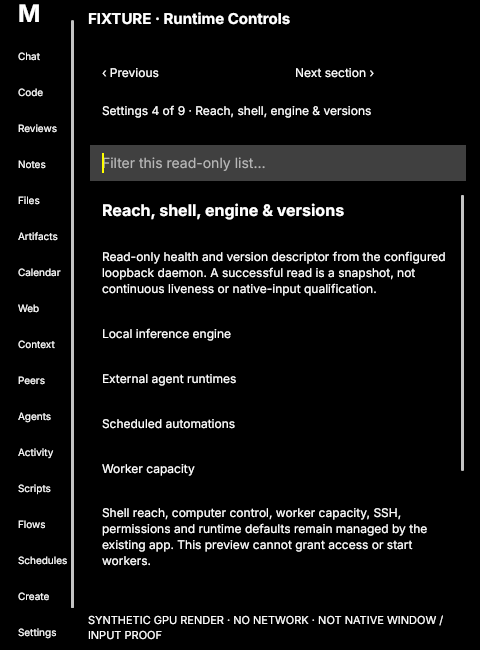 M
Chat
Code
Reviews
Notes
Files
Artifacts
Calendar
Web
Context
Peers
Agents
Activity
Scripts
Flows
Schedules
Create
Settings
FIXTURE · Runtime Controls
‹ Previous
Next section ›
Settings 4 of 9 · Reach, shell, engine & versions
Filter this read-only list...
Reach, shell, engine & versions
Read-only health and version descriptor from the configured
loopback daemon. A successful read is a snapshot, not
continuous liveness or native-input qualification.
Local inference engine
External agent runtimes
Scheduled automations
Worker capacity
Shell reach, computer control, worker capacity, SSH,
permissions and runtime defaults remain managed by the
existing app. This preview cannot grant access or start
workers.
SYNTHETIC GPU RENDER · NO NETWORK · NOT NATIVE WINDOW /
INPUT PROOF